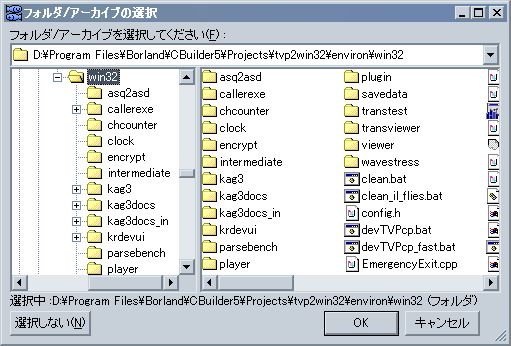 フォルダ/アーカイブの選択
フォルダ/アーカイブを選択してください(F) :
D:¥Program Files¥Borland¥CBuilder5¥Projects¥tvp2win32¥environ¥win32
win32
asq2asd
callerexe
chcounter
clock
encrypt
intermediate
kag3
kag3docs
kag3docs_in
krdevui
parsebench
player
asq2asd
callerexe
chcounter
clock
encrypt
intermediate
kag3
kag3docs
kag3docs_in
krdevui
parsebench
player
plugin
savedata
transtest
transviewer
viewer
wavestress
clean.bat
clean_il_flies.bat
config.h
devTVPcp.bat
devTVPcp_fast.bat
EmergencyExit.cpp
選択中 :D:¥Program Files¥Borland¥CBuilder5¥Projects¥tvp2win32¥environ¥win32 (フォルダ)
選択しない(N)
OK
キャンセル